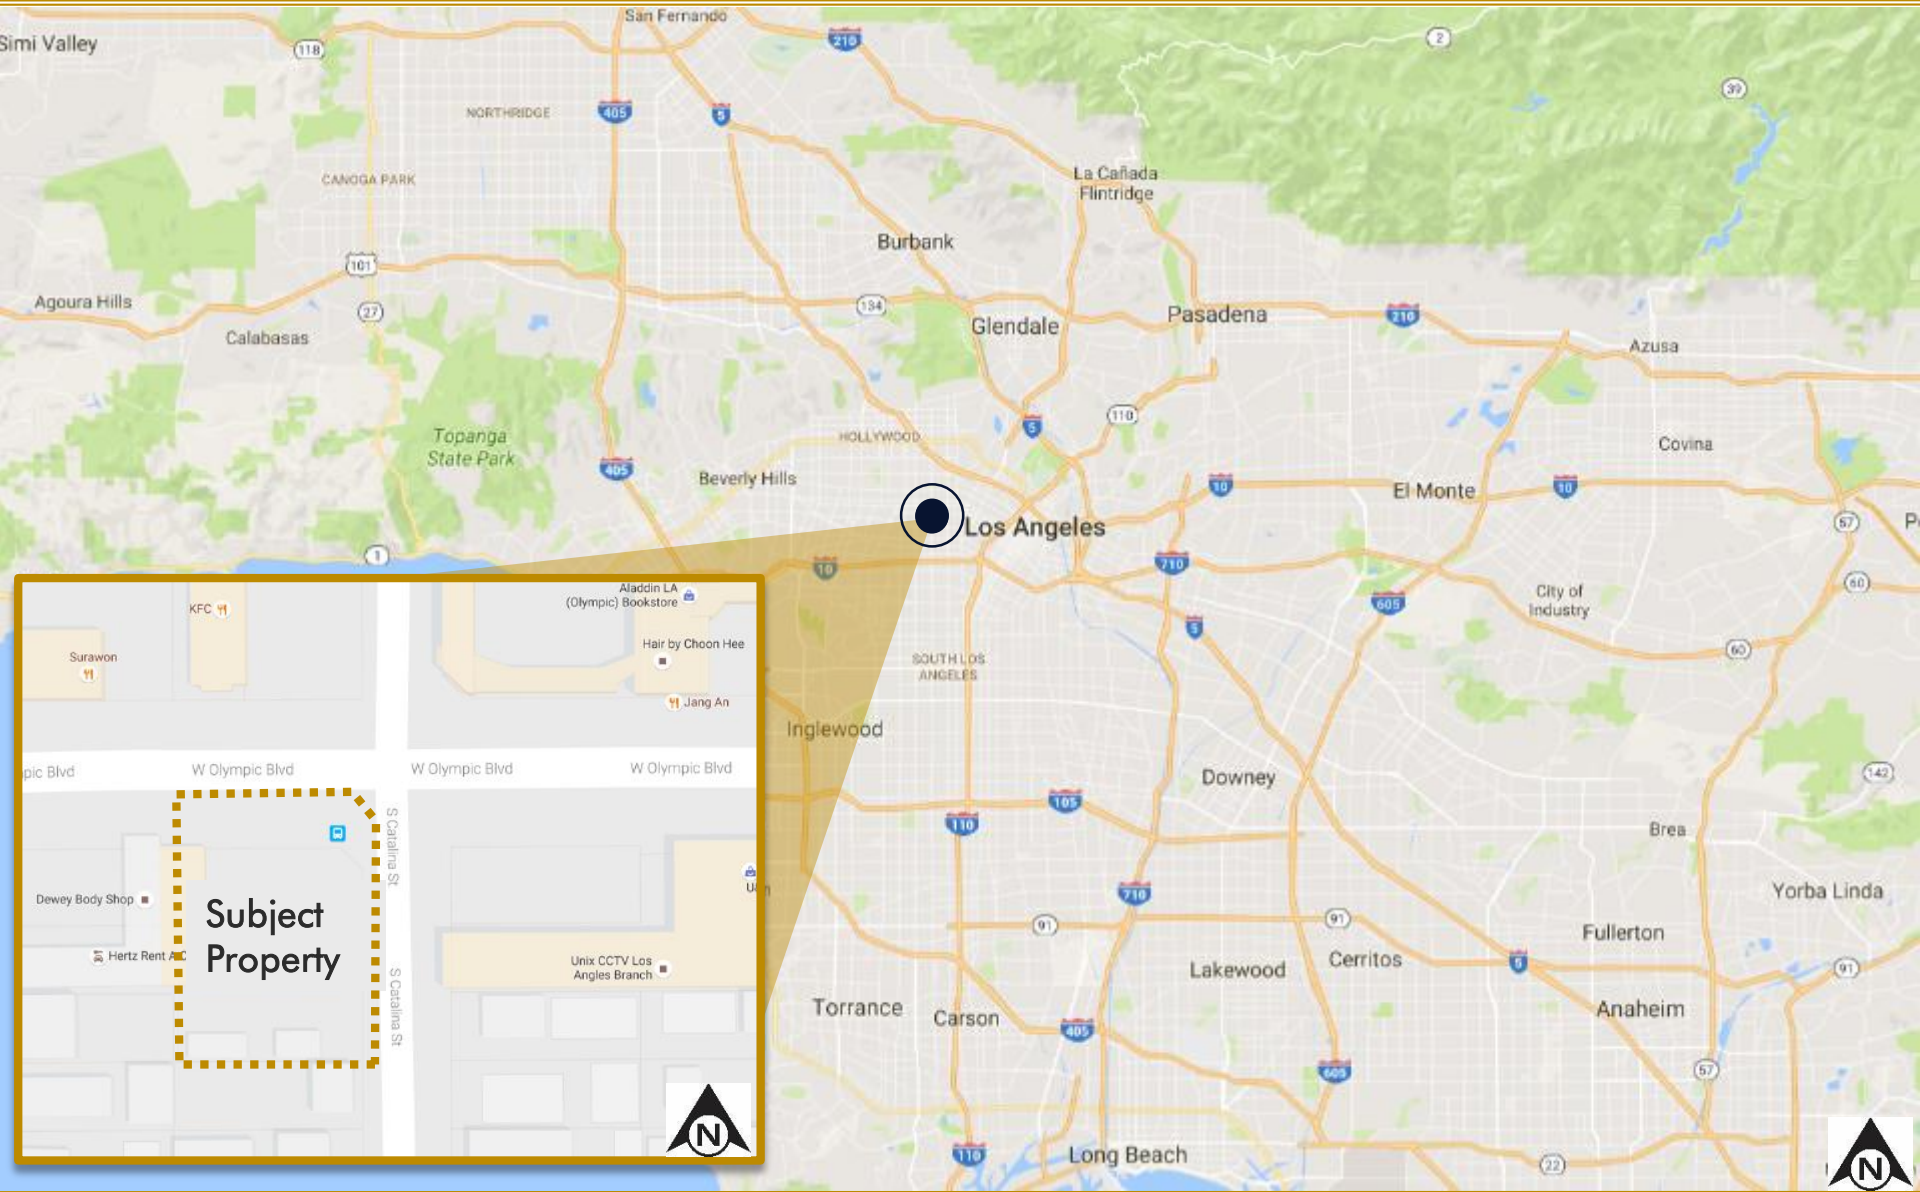 San Fernando
Simi Valley
118
210
2
39
NORTHRIDGE
405
5
CANOGA PARK
La Cañada
Flintridge
Burbank
101
Agoura Hills
27
134
Calabasas
Glendale
Pasadena
210
Azusa
110
5
Topanga
State Park
HOLLYWOOD
Covina
405
Beverly Hills
10
El Monte
10
Los Angeles
57
1
10
710
60
City of
Industry
605
5
60
SOUTH LOS
ANGELES
Inglewood
Downey
142
105
110
Brea
710
Yorba Linda
91
91
Fullerton
5
Cerritos
Lakewood
91
Torrance
Carson
Anaheim
405
605
57
110
Long Beach
22
N
KFC
Aladdin LA
(Olympic) Bookstore
Surawon
Hair by Choon Hee
Jang An
pic Blvd
W Olympic Blvd
W Olympic Blvd
W Olympic Blvd
S Catalina St
Dewey Body Shop
Subject
Property
Hertz Rent A C
Unix CCTV Los
Angles Branch
S Catalina St
N